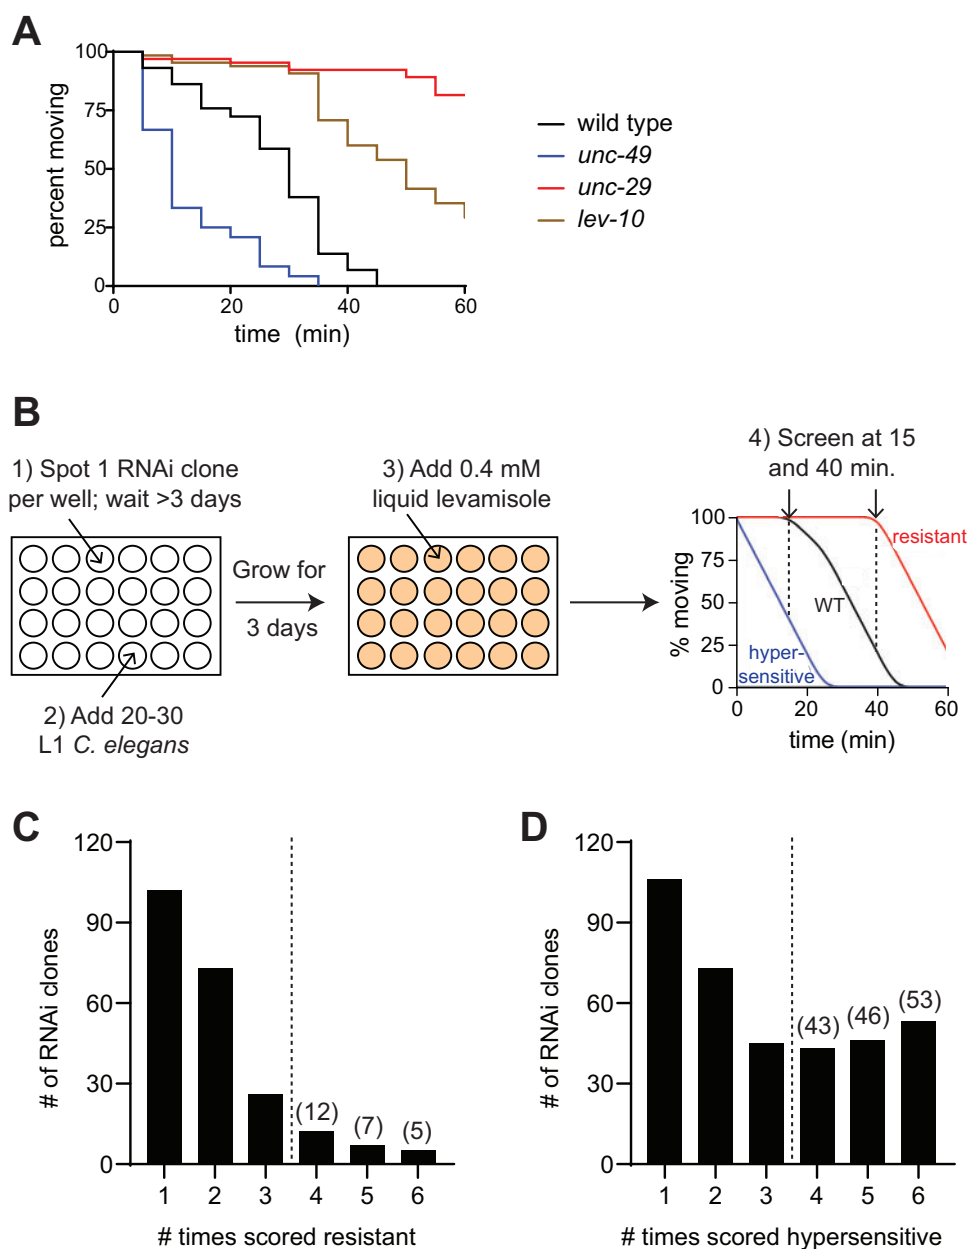 A
100
75
50
25
0
percent moving
0
20
40
60
time (min)
wild type
unc-49
unc-29
lev-10
B
1) Spot 1 RNAi clone
per well; wait >3 days
2) Add 20-30
L1 C. elegans
Grow for
3 days
3) Add 0.4 mM
liquid levamisole
4) Screen at 15
and 40 min.
100
75
50
25
0
% moving
resistant
WT
hyper-
sensitive
0
20
40
60
time (min)
C
120
90
60
30
0
# of RNAi clones
(12)
(7)
(5)
1
2
3
4
5
6
# times scored resistant
D
120
90
60
30
0
# of RNAi clones
(43)
(46)
(53)
1
2
3
4
5
6
# times scored hypersensitive